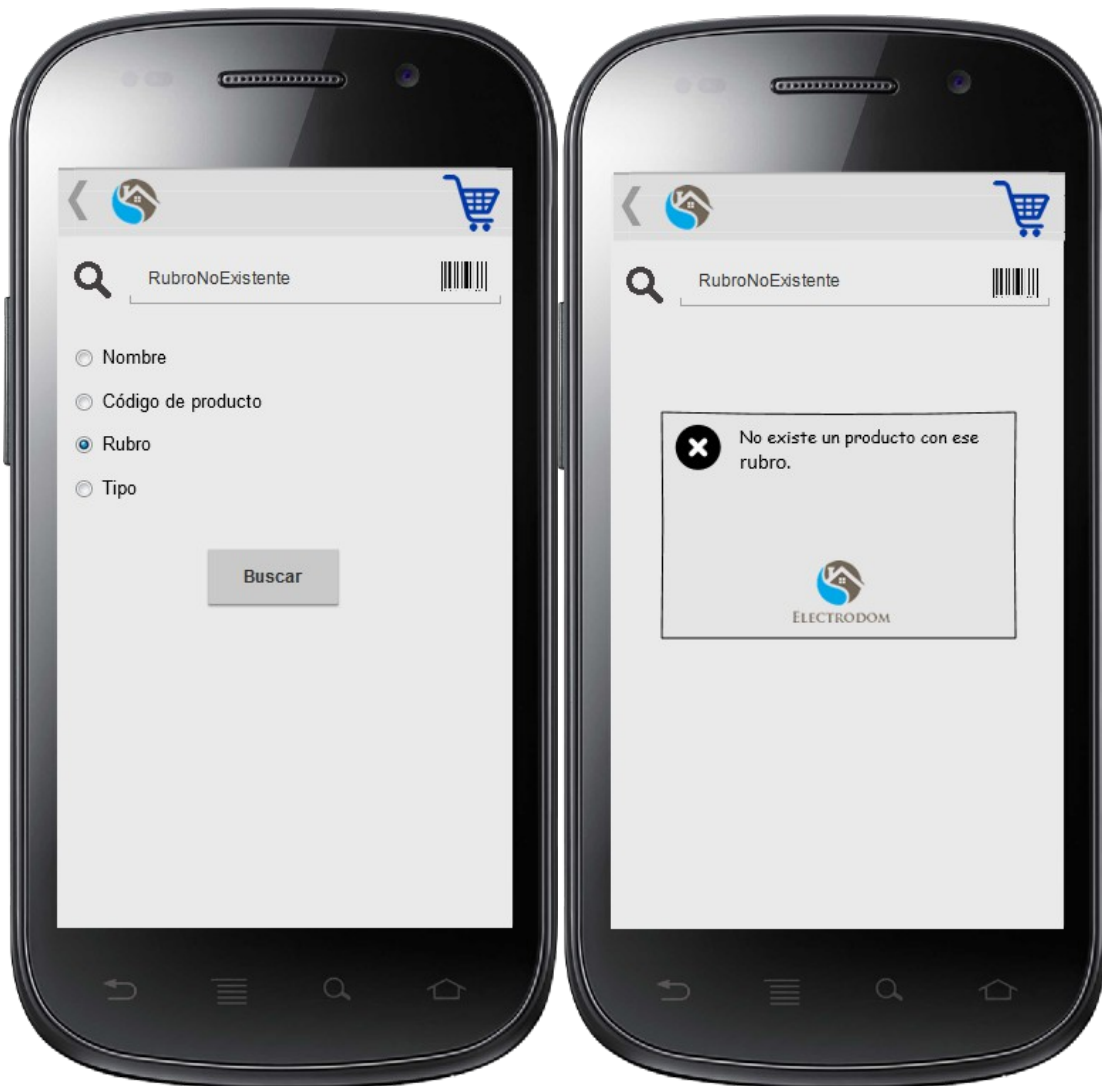 RubroNoExistente
Nombre
Código de producto
Rubro
Tipo
Buscar
RubroNoExistente
No existe un producto con ese
rubro.
ELECTRODOM